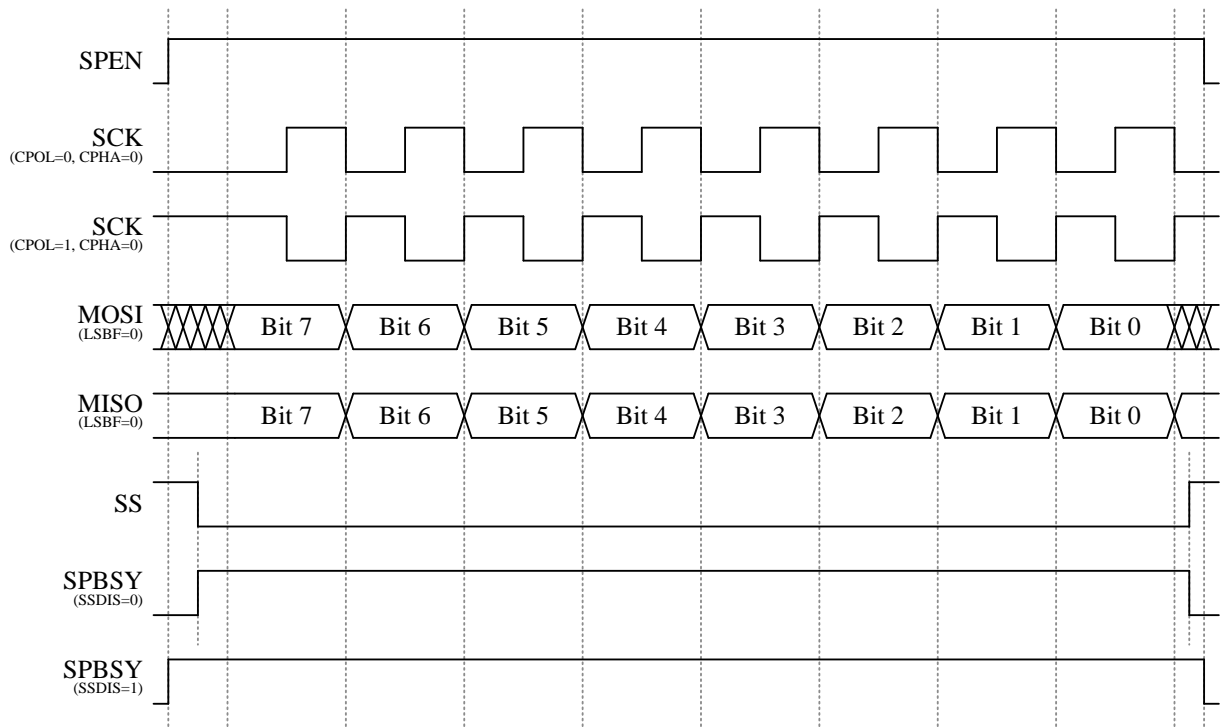 SPEN
SCK
(CPOL=0, CPHA=0)
SCK
(CPOL=1, CPHA=0)
MOSI
(LSBF=0)
Bit 7 Bit 6 Bit 5 Bit 4 Bit 3 Bit 2 Bit 1 Bit 0
MISO
(LSBF=0)
Bit 7 Bit 6 Bit 5 Bit 4 Bit 3 Bit 2 Bit 1 Bit 0
SS
SPBSY
(SSDIS=0)
SPBSY
(SSDIS=1)